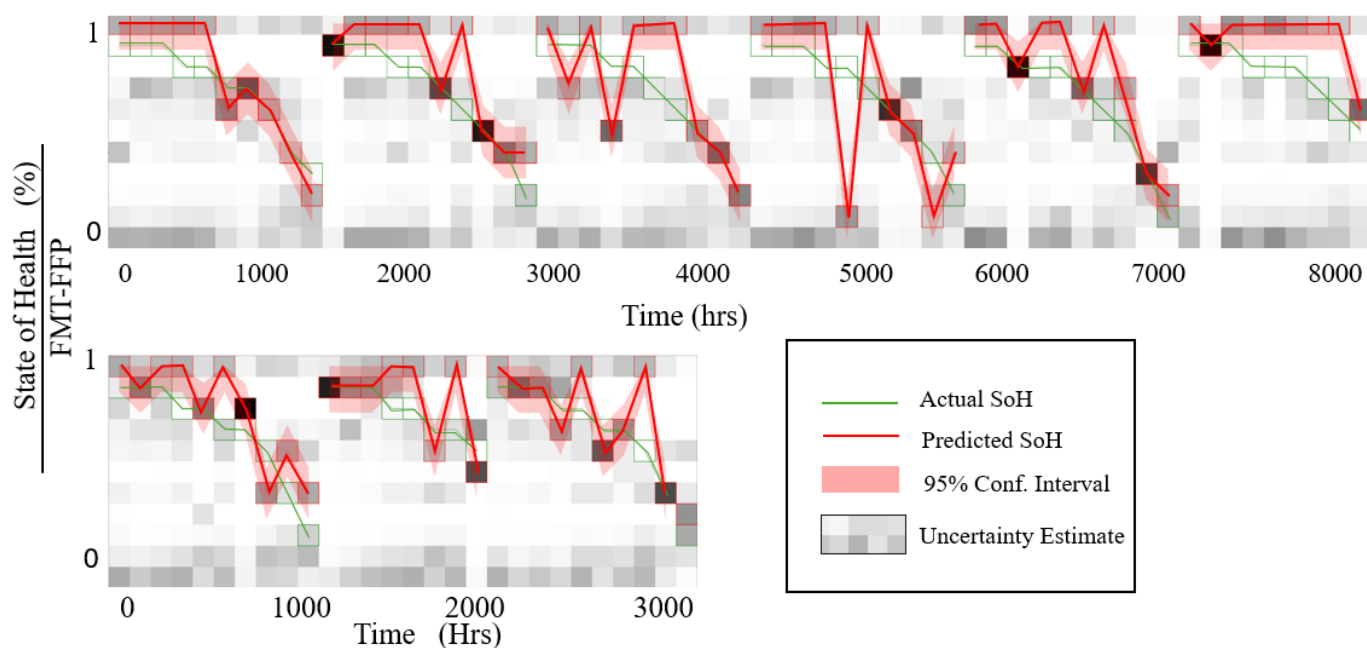 State of Health (%)
FMT-FFP
1
0
0 1000 2000 3000 4000 5000 6000 7000 8000
Time (hrs)
1
0
0 1000 2000 3000
Time (Hrs)
Actual SoH
Predicted SoH
95% Conf. Interval
Uncertainty Estimate